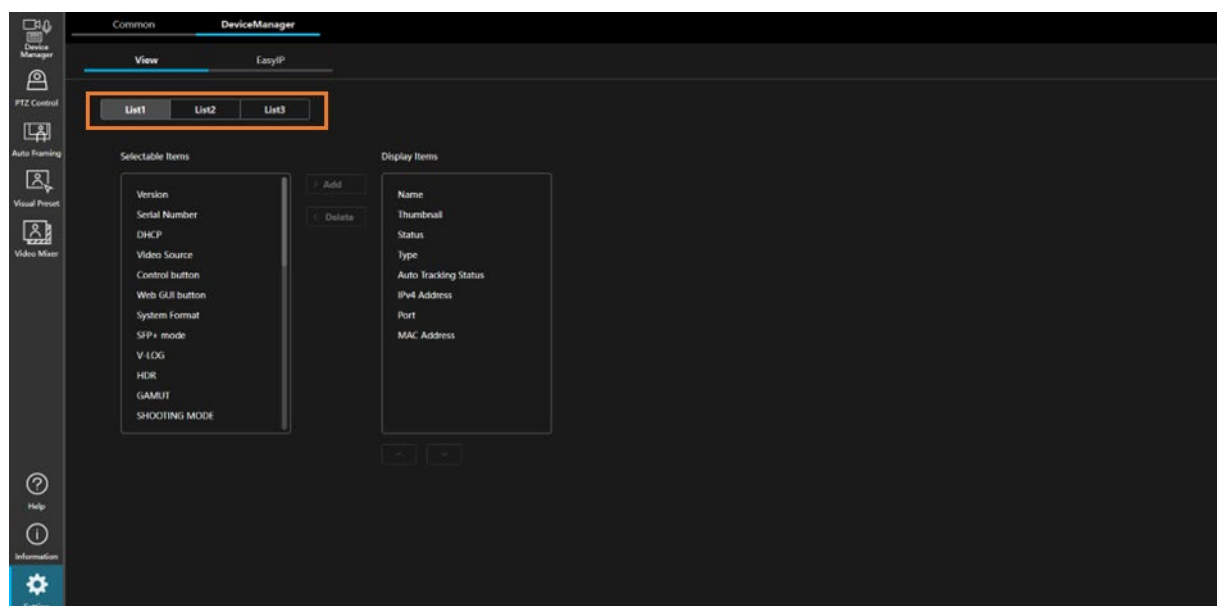 Common
DeviceManager
View
EasyIP
List1
List2
List3
Selectable Items
Version
Serial Number
DHCP
Video Source
Control button
Web GUI button
System Format
SFP+ mode
V-LOG
HDR
GAMUT
SHOOTING MODE
> Add
< Delete
Display Items
Name
Thumbnail
Status
Type
Auto Tracking Status
IPv4 Address
Port
MAC Address
Device
Manager
PTZ Control
Auto Framing
Visual Preset
Video Mixer
Help
Information